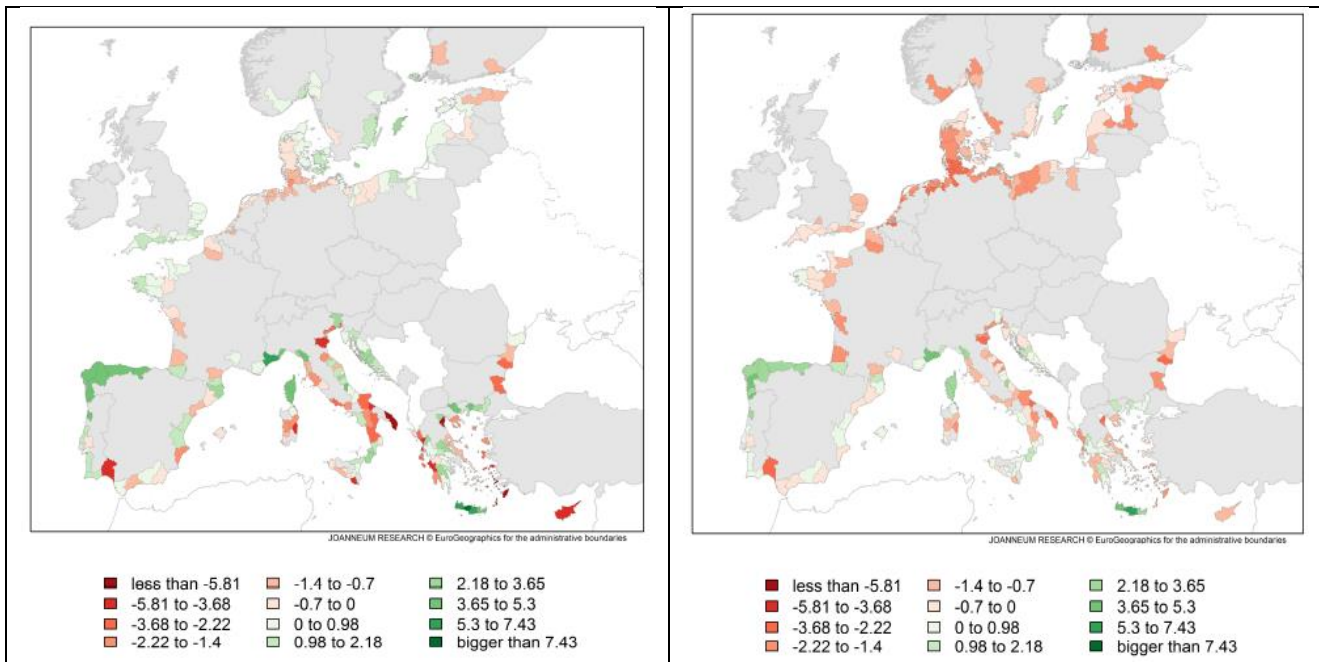 JOANNEUM RESEARCH © EuroGeographics for the administrative boundaries
less than -5.81
-5.81 to -3.68
-3.68 to -2.22
-2.22 to -1.4
-1.4 to -0.7
-0.7 to 0
0 to 0.98
0.98 to 2.18
2.18 to 3.65
3.65 to 5.3
5.3 to 7.43
bigger than 7.43
JOANNEUM RESEARCH © EuroGeographics for the administrative boundaries
less than -5.81
-5.81 to -3.68
-3.68 to -2.22
-2.22 to -1.4
-1.4 to -0.7
-0.7 to 0
0 to 0.98
0.98 to 2.18
2.18 to 3.65
3.65 to 5.3
5.3 to 7.43
bigger than 7.43